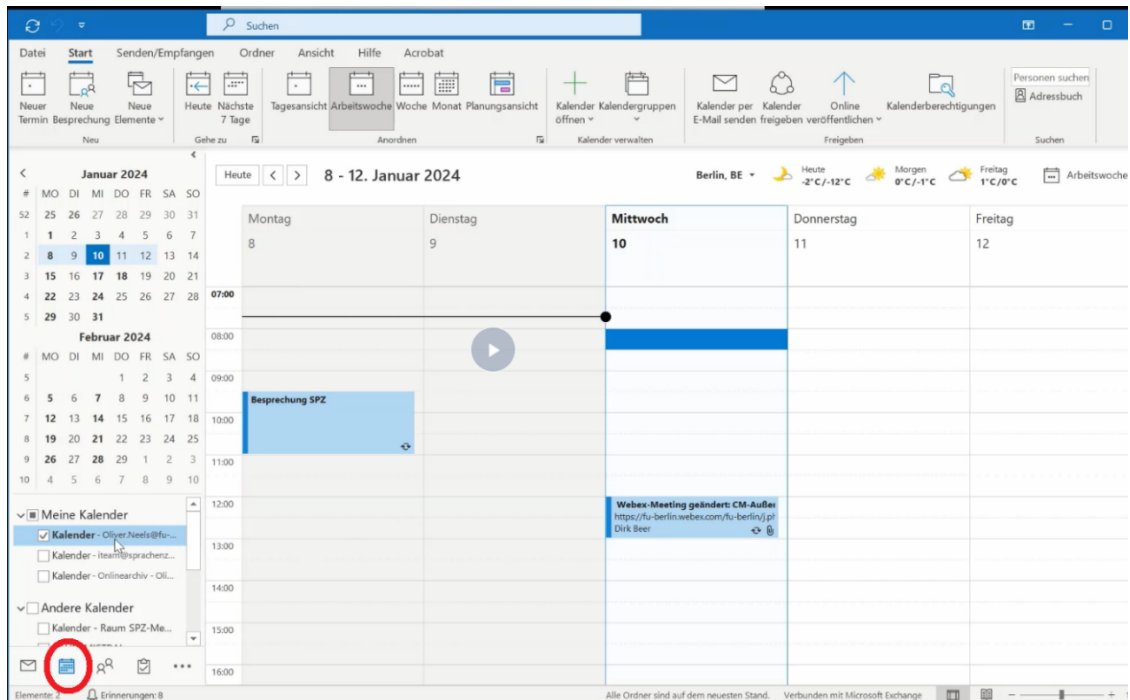 Suchen
Datei Start Senden/Empfangen Ordner Ansicht Hilfe Acrobat
Neuer Termin
Neue Besprechung
Neue Elemente
Heute
Nächste 7 Tage
Tagesansicht
Arbeitswoche
Woche
Monat
Planungsansicht
Kalender öffnen
Kalendergruppen
Kalender per E-Mail senden
Kalender freigeben
Online veröffentlichen
Kalenderberechtigungen
Personen suchen
Adressbuch
Neu
Gehe zu
Anordnen
Kalender verwalten
Freigeben
Suchen
Januar 2024
# MO DI MI DO FR SA SO
52 25 26 27 28 29 30 31
1 1 2 3 4 5 6 7
2 8 9 10 11 12 13 14
3 15 16 17 18 19 20 21
4 22 23 24 25 26 27 28
5 29 30 31
Februar 2024
# MO DI MI DO FR SA SO
5 1 2 3 4
6 5 6 7 8 9 10 11
7 12 13 14 15 16 17 18
8 19 20 21 22 23 24 25
9 26 27 28 29 1 2 3
10 4 5 6 7 8 9 10
Meine Kalender
Kalender - Oliver.Neels@fu-...
Kalender - iteam@sprachenz...
Kalender - Onlinearchiv - Oli...
Andere Kalender
Kalender - Raum SPZ-Me...
Elemente: 2 Erinnerungen: 8
Heute 8 - 12. Januar 2024
Berlin, BE
Heute
-2°C/-12°C
Morgen
0°C/-1°C
Freitag
1°C/0°C
Arbeitswoche
Montag Dienstag Mittwoch Donnerstag Freitag
8 9 10 11 12
07:00
08:00
09:00
Besprechung SPZ
10:00
11:00
12:00
Webex-Meeting geändert: CM-Außer
https://fu-berlin.webex.com/fu-berlin/j.ph
Dirk Beer
13:00
14:00
15:00
16:00
Alle Ordner sind auf dem neuesten Stand. Verbunden mit Microsoft Exchange